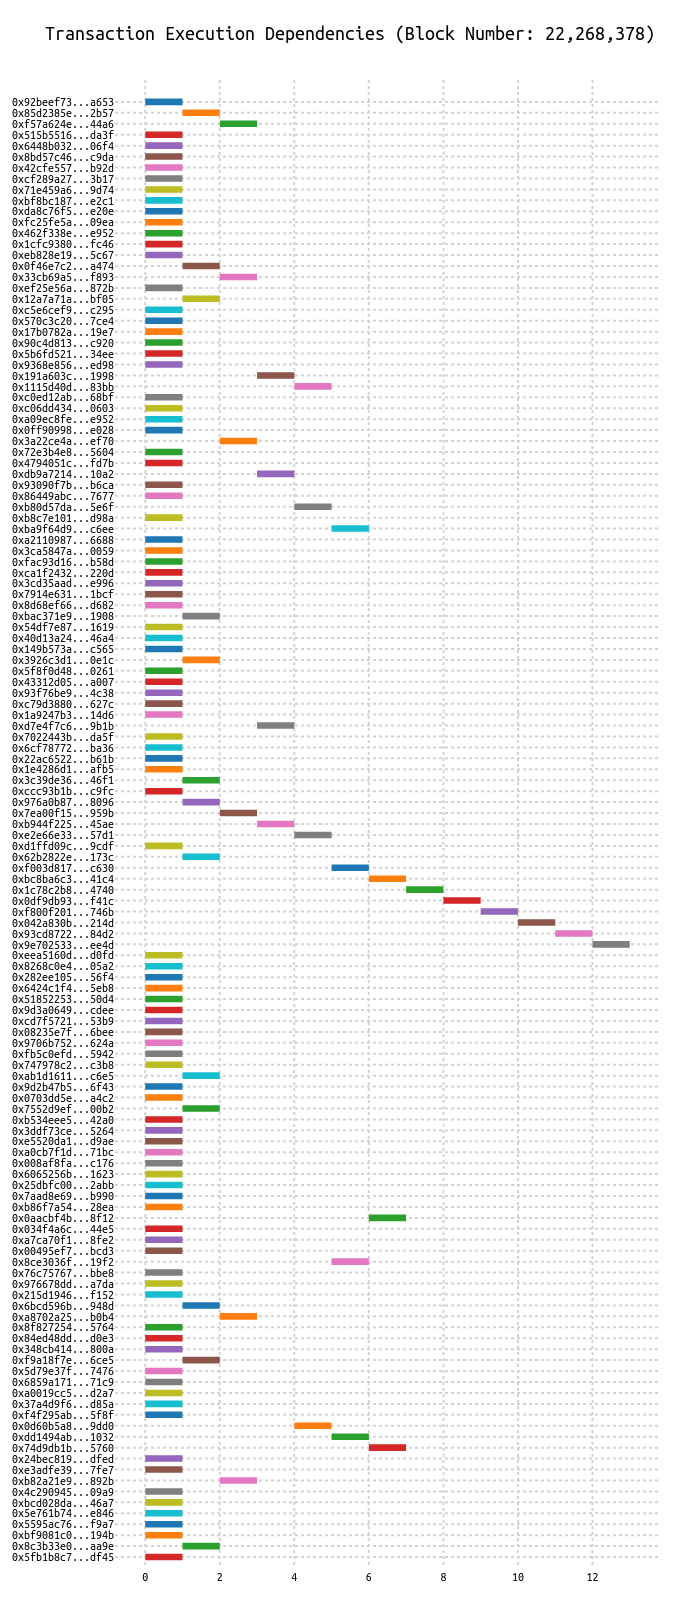 Transaction Execution Dependencies (Block Number: 22,268,378)
0x92beef73...a653
0x85d2385e...2b57
0xf57a624e...44a6
0x515b5516...da3f
0x6448b032...06f4
0x8bd57c46...c9da
0x42cfe557...b92d
0xcf289a27...3b17
0x71e459a6...9d74
0xbf8bc187...e2c1
0xda8c76f5...e20e
0xfc25fe5a...09ea
0x462f338e...e952
0x1cfc9380...fc46
0xeb828e19...5c67
0x0f46e7c2...a474
0x33cb69a5...f893
0xef25e56a...872b
0x12a7a71a...bf05
0xc5e6cef9...c295
0x570c3c20...7ce4
0x17b0782a...19e7
0x90c4d813...c920
0x5b6fd521...34ee
0x9368e856...ed98
0x191a603c...1998
0x1115d40d...83bb
0xc0ed12ab...68bf
0xc06dd434...0603
0xa09ec8fe...e952
0x0ff90998...e028
0x3a22ce4a...ef70
0x72e3b4e8...5604
0x4794051c...fd7b
0xdb9a7214...10a2
0x93090f7b...b6ca
0x86449abc...7677
0xb80d57da...5e6f
0xb8c7e101...d98a
0xba9f64d9...c6ee
0xa2110987...6688
0x3ca5847a...0059
0xfac93d16...b58d
0xca1f2432...220d
0x3cd35aad...e996
0x7914e631...1bcf
0x8d68ef66...d682
0xbac371e9...1908
0x54df7e87...1619
0x40d13a24...46a4
0x149b573a...c565
0x3926c3d1...0e1c
0x5f8f0d48...0261
0x43312d05...a007
0x93f76be9...4c38
0xc79d3880...627c
0x1a9247b3...14d6
0xd7e4f7c6...9b1b
0x7022443b...da5f
0x6cf78772...ba36
0x22ac6522...b61b
0x1e4286d1...afb5
0x3c39de36...46f1
0xccc93b1b...c9fc
0x976a0b87...8096
0x7ea00f15...959b
0xb944f225...45ae
0xe2e66e33...57d1
0xd1ffd09c...9cdf
0x62b2822e...173c
0xf003d817...c630
0xbc8ba6c3...41c4
0x1c78c2b8...4740
0x0df9db93...f41c
0xf800f201...746b
0x042a830b...214d
0x93cd8722...84d2
0x9e702533...ee4d
0xeea5160d...d0fd
0x8268c0e4...05a2
0x282ee105...56f4
0x6424c1f4...5eb8
0x51852253...50d4
0x9d3a0649...cdee
0xcd7f5721...53b9
0x08235e7f...6bee
0x9706b752...624a
0xfb5c0efd...5942
0x747978c2...c3b8
0xab1d1611...c6e5
0x9d2b47b5...6f43
0x0703dd5e...a4c2
0x7552d9ef...00b2
0xb534eee5...42a0
0x3ddf73ce...5264
0xe5520da1...d9ae
0xa0cb7f1d...71bc
0x008af8fa...c176
0x6065256b...1623
0x25dbfc00...2abb
0x7aad8e69...b990
0xb86f7a54...28ea
0x0aacbf4b...8f12
0x034f4a6c...44e5
0xa7ca70f1...8fe2
0x00495ef7...bcd3
0x8ce3036f...19f2
0x76c75767...bbe8
0x976678dd...a7da
0x215d1946...f152
0x6bcd596b...948d
0xa8702a25...b0b4
0x8f827254...5764
0x84ed48dd...d0e3
0x348cb414...800a
0xf9a18f7e...6ce5
0x5d79e37f...7476
0x6859a171...71c9
0xa0019cc5...d2a7
0x37a4d9f6...d85a
0xf4f295ab...5f8f
0x0d60b5a8...9dd0
0xdd1494ab...1032
0x74d9db1b...5760
0x24bec819...dfed
0xe3adfe39...7fe7
0xb82a21e9...892b
0x4c290945...09a9
0xbcd028da...46a7
0x5e761b74...e846
0x5595ac76...f9a7
0xbf9081c0...194b
0x8c3b33e0...aa9e
0x5fb1b8c7...df45
0 2 4 6 8 10 12